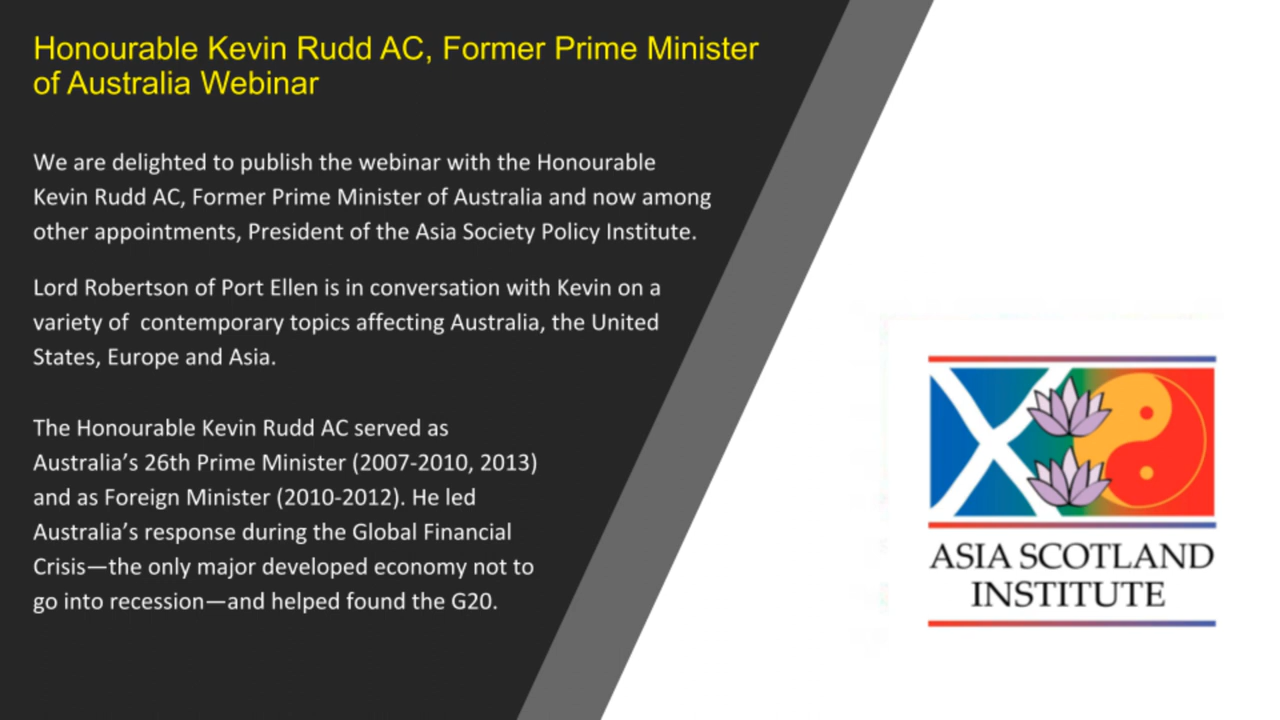 Honourable Kevin Rudd AC, Former Prime Minister
of Australia Webinar
We are delighted to publish the webinar with the Honourable
Kevin Rudd AC, Former Prime Minister of Australia and now among
other appointments, President of the Asia Society Policy Institute.
Lord Robertson of Port Ellen is in conversation with Kevin on a
variety of  contemporary topics affecting Australia, the United
States, Europe and Asia.
The Honourable Kevin Rudd AC served as
Australia’s 26th Prime Minister (2007-2010, 2013)
and as Foreign Minister (2010-2012). He led
Australia’s response during the Global Financial
Crisis—the only major developed economy not to
go into recession—and helped found the G20.
ASIA SCOTLAND
INSTITUTE